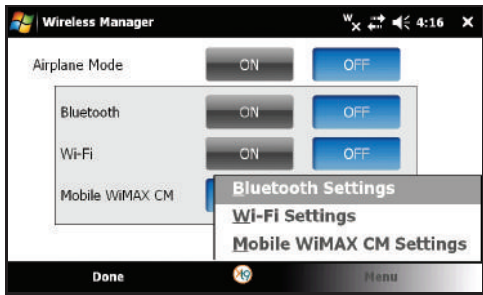 Wireless Manager 4:16
Airplane Mode ON OFF
Bluetooth ON OFF
Wi-Fi ON OFF
Mobile WiMAX CM
Bluetooth Settings
Wi-Fi Settings
Mobile WiMAX CM Settings
Done Menu